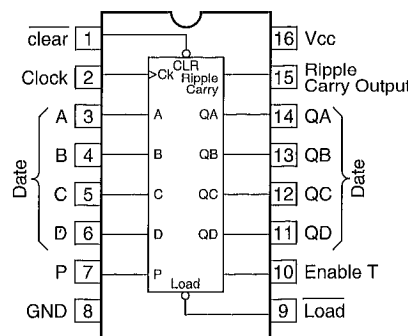 clear 1 16 Vcc
CLR
Clock 2 >Ck Ripple Carry 15 Ripple Carry Output
A 3 A QA 14 QA
B 4 B QB 13 QB
C 5 C QC 12 QC
D 6 D QD 11 QD
Date
Date
P 7 P 10 Enable T
Load
GND 8 9 Load